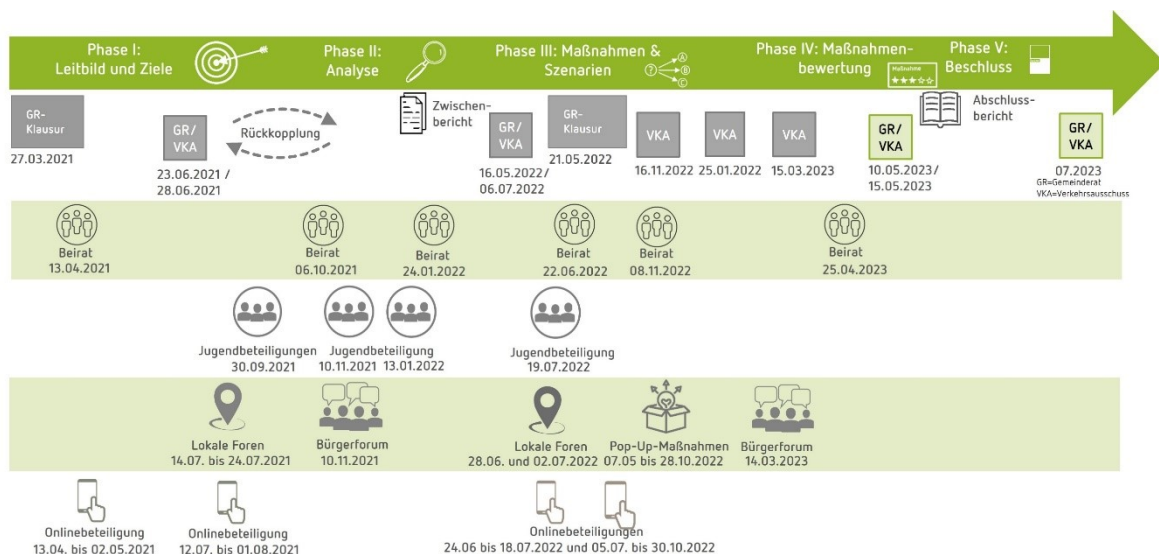 Phase I:
Leitbild und Ziele
Phase II:
Analyse
Phase III: Maßnahmen &
Szenarien
?
A
B
C
Phase IV: Maßnahmen-
bewertung
Maßnahme
Phase V:
Beschluss
GR-
Klausur
27.03.2021
GR/
VKA
23.06.2021 /
28.06.2021
Rückkopplung
Zwischen-
bericht
GR/
VKA
16.05.2022/
06.07.2022
GR-
Klausur
21.05.2022
VKA
16.11.2022
VKA
25.01.2022
VKA
15.03.2023
GR/
VKA
10.05.2023/
15.05.2023
Abschluss-
bericht
GR/
VKA
07.2023
GR=Gemeinderat
VKA=Verkehrsausschuss
Beirat
13.04.2021
Beirat
06.10.2021
Beirat
24.01.2022
Beirat
22.06.2022
Beirat
08.11.2022
Beirat
25.04.2023
Jugendbeteiligungen
30.09.2021
Jugendbeteiligung
10.11.2021 13.01.2022
Jugendbeteiligung
19.07.2022
Lokale Foren
14.07. bis 24.07.2021
Bürgerforum
10.11.2021
Lokale Foren
28.06. und 02.07.2022
Pop-Up-Maßnahmen
07.05 bis 28.10.2022
Bürgerforum
14.03.2023
Onlinebeteiligung
13.04. bis 02.05.2021
Onlinebeteiligung
12.07. bis 01.08.2021
Onlinebeteiligungen
24.06 bis 18.07.2022 und 05.07. bis 30.10.2022